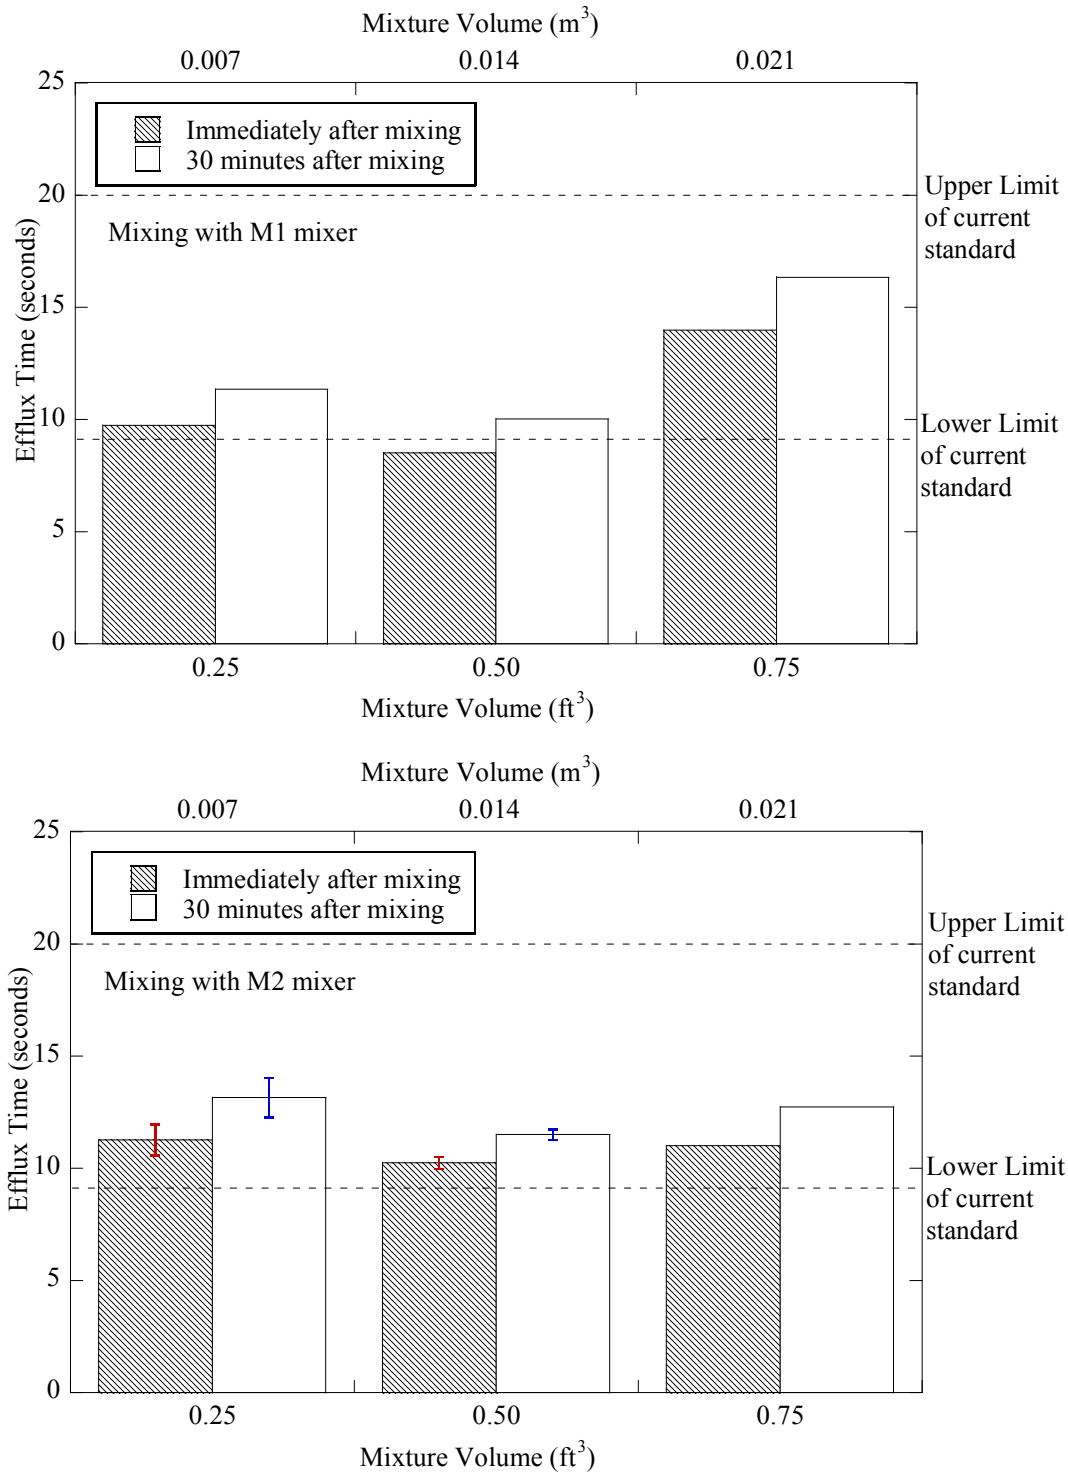 Mixture Volume (m3)
0.007 0.014 0.021
25
Immediately after mixing
30 minutes after mixing
20
Upper Limit
of current
standard
Mixing with M1 mixer
Efflux Time (seconds)
15
10
Lower Limit
of current
standard
5
0
0.25 0.50 0.75
Mixture Volume (ft3)
Mixture Volume (m3)
0.007 0.014 0.021
25
Immediately after mixing
30 minutes after mixing
20
Upper Limit
of current
standard
Mixing with M2 mixer
Efflux Time (seconds)
15
10
Lower Limit
of current
standard
5
0
0.25 0.50 0.75
Mixture Volume (ft3)